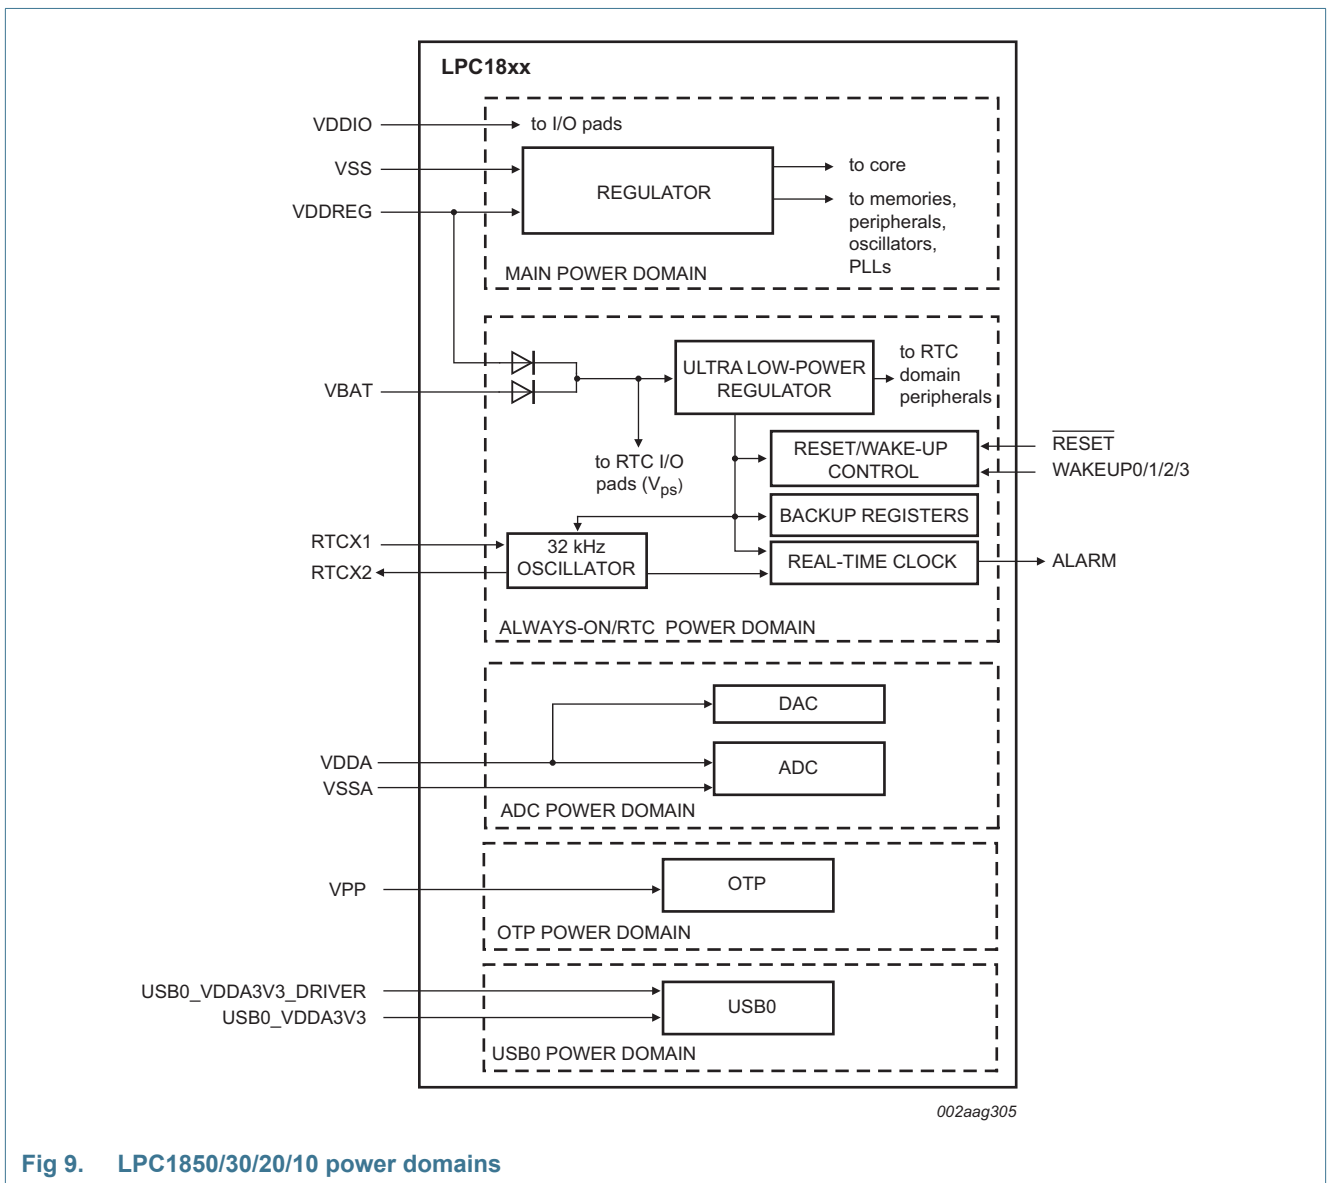 LPC18xx
VDDIO
to I/O pads
VSS
REGULATOR
to core
VDDREG
to memories,
peripherals,
oscillators,
PLLs
MAIN POWER DOMAIN
VBAT
ULTRA LOW-POWER
REGULATOR
to RTC
domain
peripherals
to RTC I/O
pads (Vps)
RESET/WAKE-UP
CONTROL
RESET
WAKEUP0/1/2/3
BACKUP REGISTERS
RTCX1
RTCX2
32 kHz
OSCILLATOR
REAL-TIME CLOCK
ALARM
ALWAYS-ON/RTC POWER DOMAIN
DAC
VDDA
VSSA
ADC
ADC POWER DOMAIN
VPP
OTP
OTP POWER DOMAIN
USB0_VDDA3V3_DRIVER
USB0_VDDA3V3
USB0
USB0 POWER DOMAIN
002aag305
Fig 9. LPC1850/30/20/10 power domains